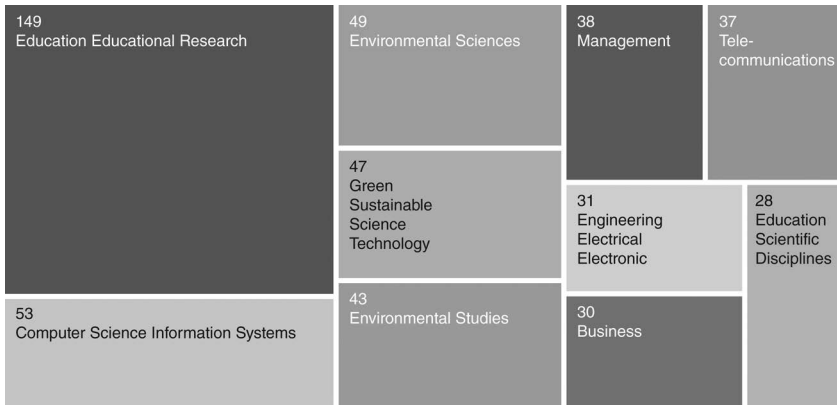 149
Education Educational Research
53
Computer Science Information Systems
49
Environmental Sciences
47
Green
Sustainable
Science
Technology
43
Environmental Studies
38
Management
37
Tele-
communications
31
Engineering
Electrical
Electronic
30
Business
28
Education
Scientific
Disciplines